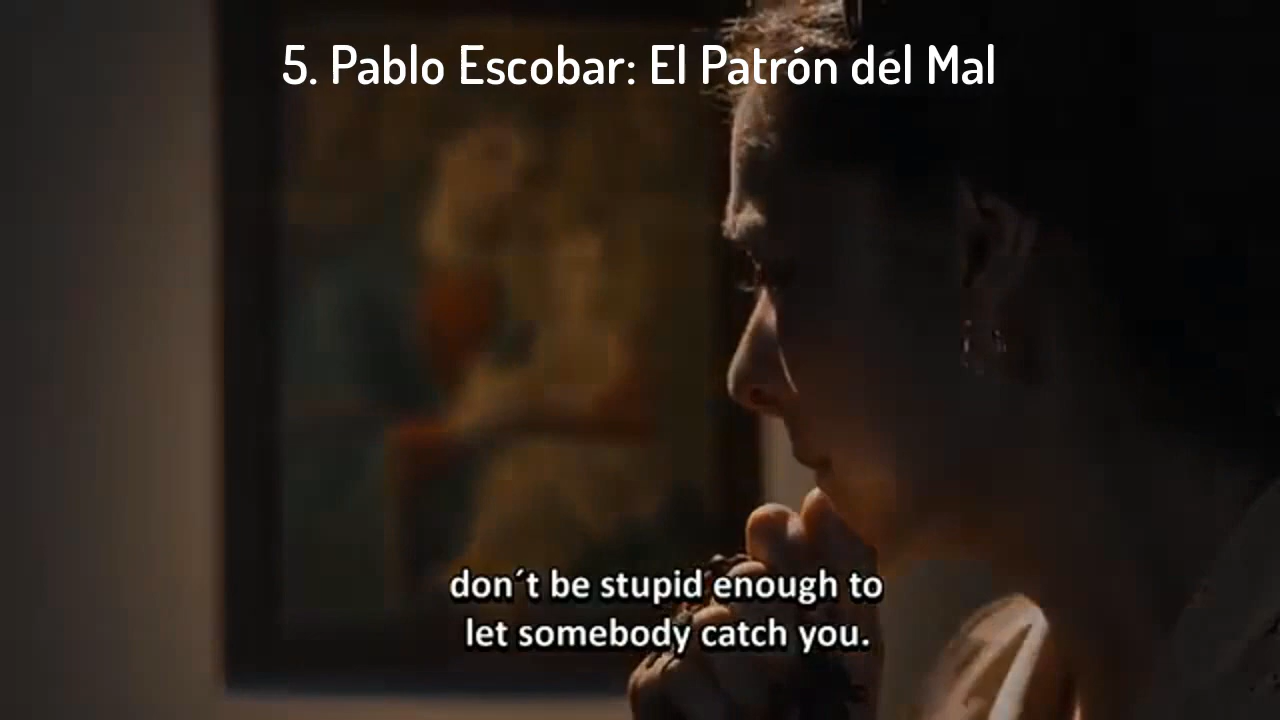 5. Pablo Escobar: El Patrón del Mal
don´t be stupid enough to
let somebody catch you.